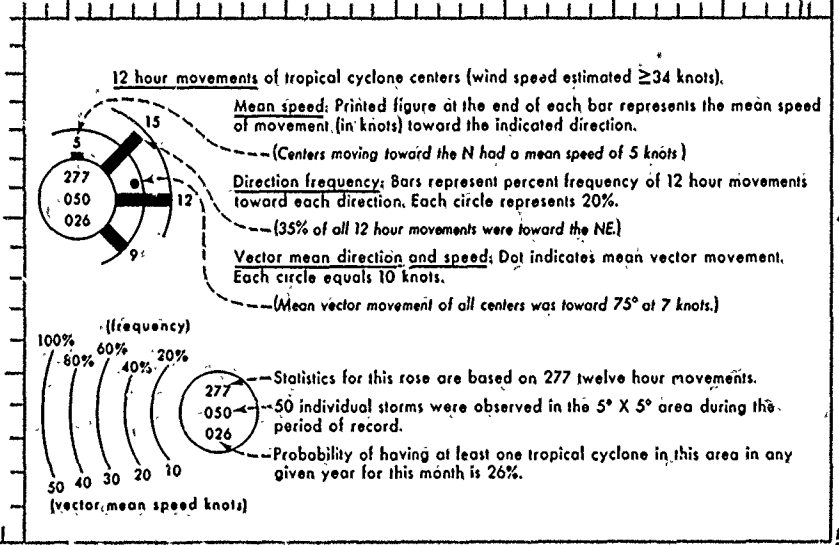 12 hour movements of tropical cyclone centers (wind speed estimated ≥34 knots).
Mean speed: Printed figure at the end of each bar represents the mean speed
of movement (in knots) toward the indicated direction.
(Centers moving toward the N had a mean speed of 5 knots)
Direction frequency: Bars represent percent frequency of 12 hour movements
toward each direction. Each circle represents 20%.
(35% of all 12 hour movements were toward the NE.)
Vector mean direction and speed: Dot indicates mean vector movement.
Each circle equals 10 knots.
(Mean vector movement of all centers was toward 75° at 7 knots.)
15
5
277
050
026
12
9
(frequency)
100%
80%
60%
40%
20%
50
40
30
20
10
(vector mean speed knots)
277
050
026
Statistics for this rose are based on 277 twelve hour movements.
50 individual storms were observed in the 5° X 5° area during the
period of record.
Probability of having at least one tropical cyclone in this area in any
given year for this month is 26%.